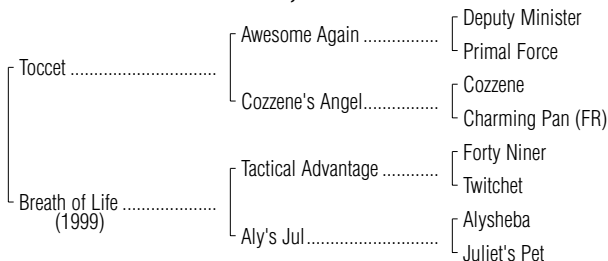 Deputy Minister
Awesome Again ................
Primal Force
Toccet ...............................
Cozzene
Cozzene's Angel................
Charming Pan (FR)
Forty Niner
Tactical Advantage ............
Twitchet
Breath of Life ....................
(1999)
Alysheba
Aly's Jul............................
Juliet's Pet